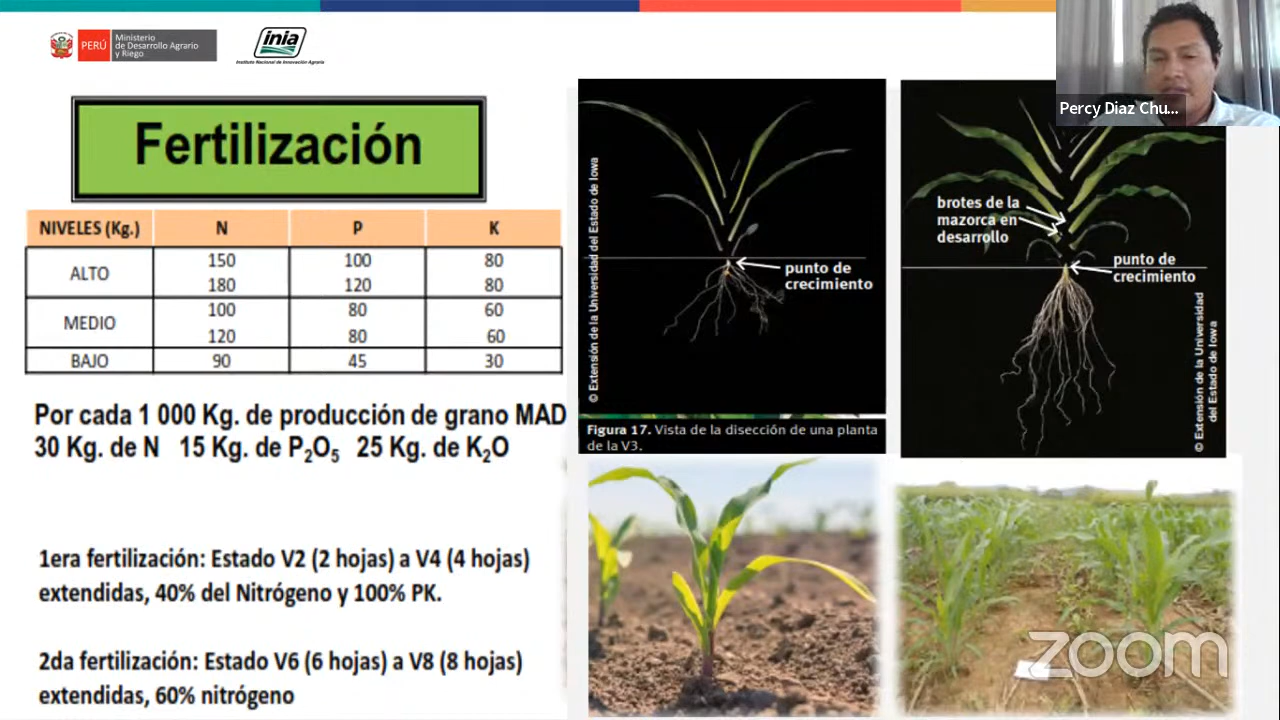 PERÚ
Ministerio
de Desarrollo Agrario
y Riego
inia
Instituto Nacional de Innovación Agraria
Percy Diaz Chu...
Fertilización
NIVELES (Kg.) N P K
ALTO 150 100 80
180 120 80
MEDIO 100 80 60
120 80 60
BAJO 90 45 30
Por cada 1 000 Kg. de producción de grano MAD
30 Kg. de N 15 Kg. de P₂O₅ 25 Kg. de K₂O
1era fertilización: Estado V2 (2 hojas) a V4 (4 hojas)
extendidas, 40% del Nitrógeno y 100% PK.
2da fertilización: Estado V6 (6 hojas) a V8 (8 hojas)
extendidas, 60% nitrógeno
© Extensión de la Universidad del Estado de Iowa
punto de
crecimiento
Figura 17. Vista de la disección de una planta
de la V3.
brotes de la
mazorca en
desarrollo
punto de
crecimiento
© Extensión de la Universidad
del Estado de Iowa
zoom